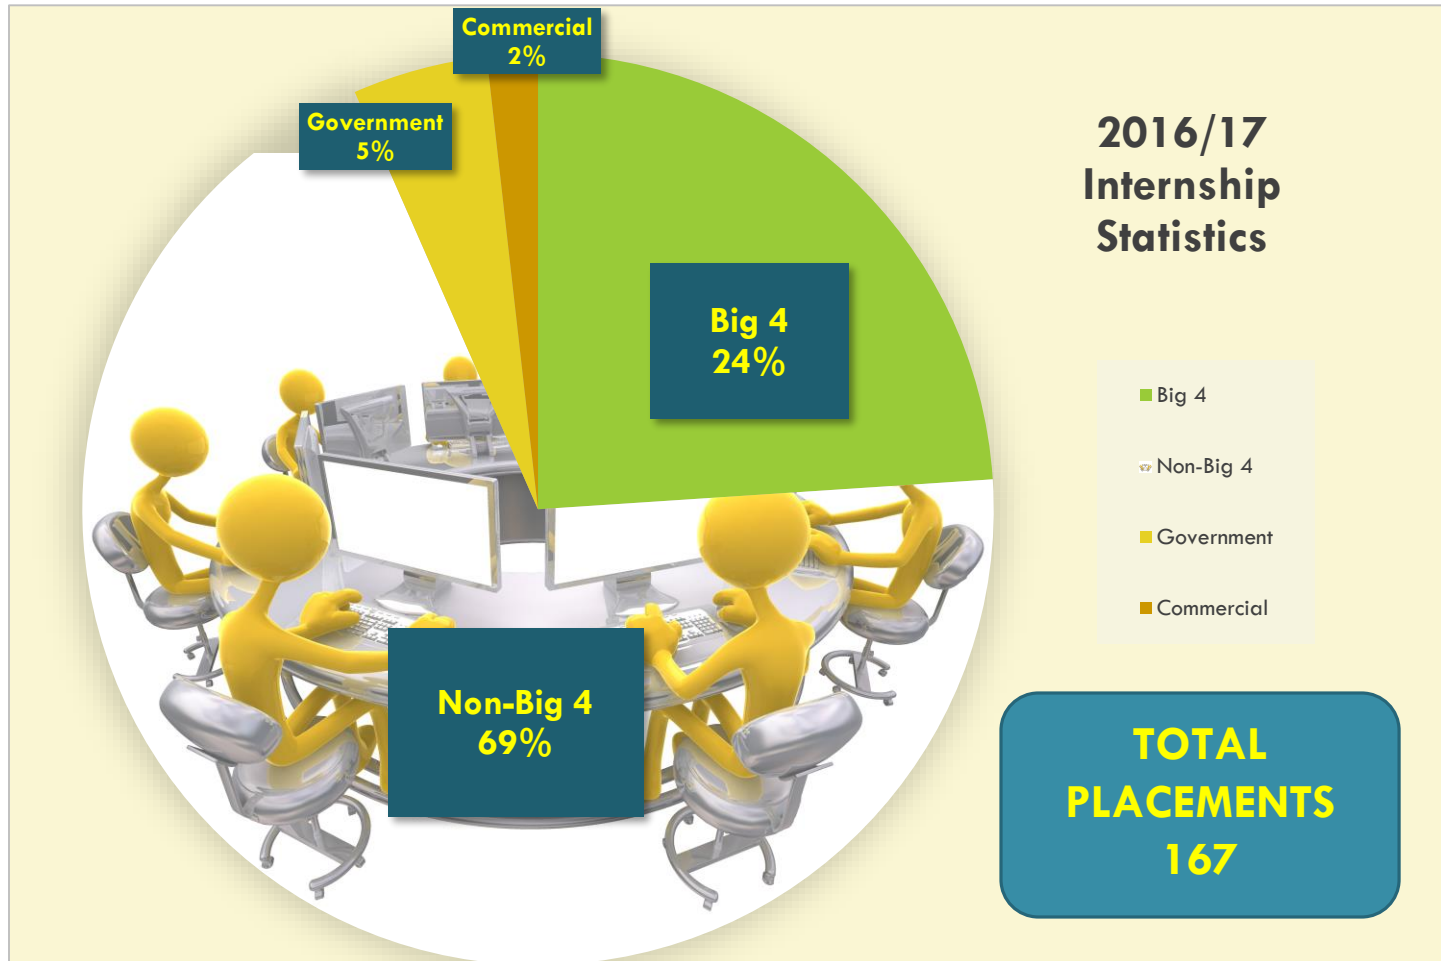 Commercial
2%
Government
5%
2016/17
Internship
Statistics
Big 4
24%
Big 4
Non-Big 4
Government
Commercial
Non-Big 4
69%
TOTAL
PLACEMENTS
167